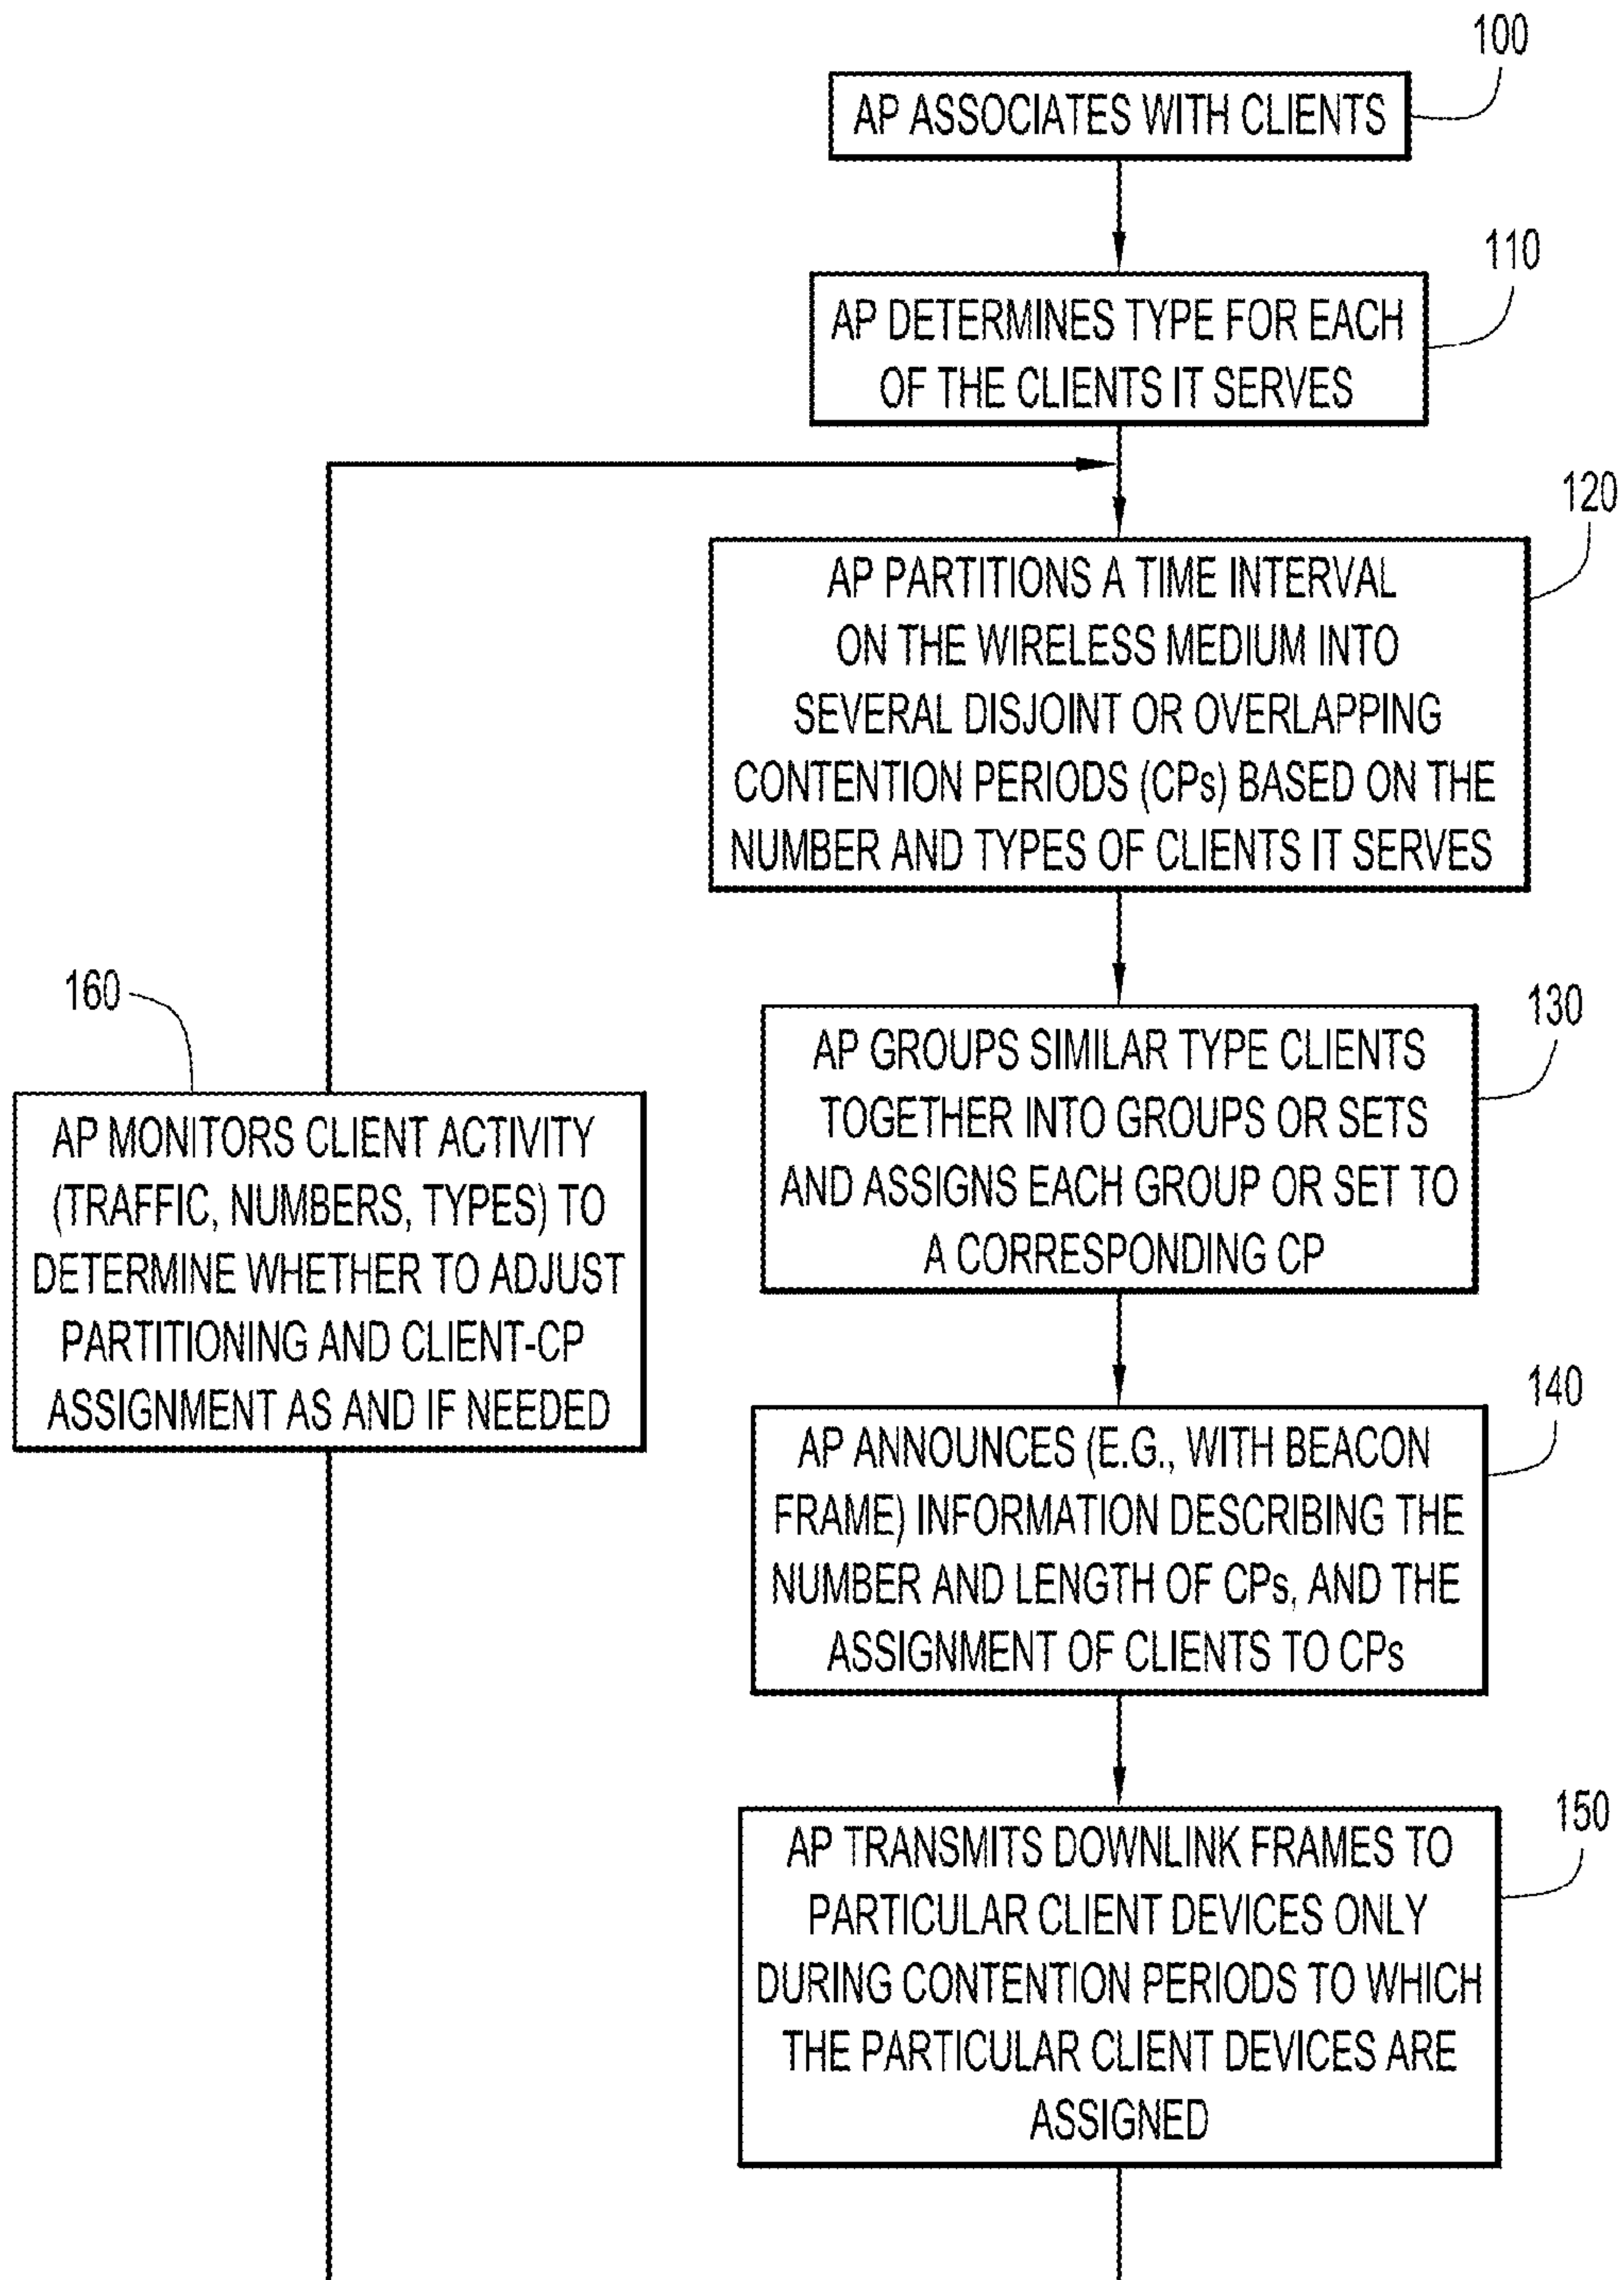 100
AP ASSOCIATES WITH CLIENTS
110
AP DETERMINES TYPE FOR EACH
OF THE CLIENTS IT SERVES
120
AP PARTITIONS A TIME INTERVAL
ON THE WIRELESS MEDIUM INTO
SEVERAL DISJOINT OR OVERLAPPING
CONTENTION PERIODS (CPs) BASED ON THE
NUMBER AND TYPES OF CLIENTS IT SERVES
130
AP GROUPS SIMILAR TYPE CLIENTS
TOGETHER INTO GROUPS OR SETS
AND ASSIGNS EACH GROUP OR SET TO
A CORRESPONDING CP
140
AP ANNOUNCES (E.G., WITH BEACON
FRAME) INFORMATION DESCRIBING THE
NUMBER AND LENGTH OF CPs, AND THE
ASSIGNMENT OF CLIENTS TO CPs
150
AP TRANSMITS DOWNLINK FRAMES TO
PARTICULAR CLIENT DEVICES ONLY
DURING CONTENTION PERIODS TO WHICH
THE PARTICULAR CLIENT DEVICES ARE
ASSIGNED
160
AP MONITORS CLIENT ACTIVITY
(TRAFFIC, NUMBERS, TYPES) TO
DETERMINE WHETHER TO ADJUST
PARTITIONING AND CLIENT-CP
ASSIGNMENT AS AND IF NEEDED